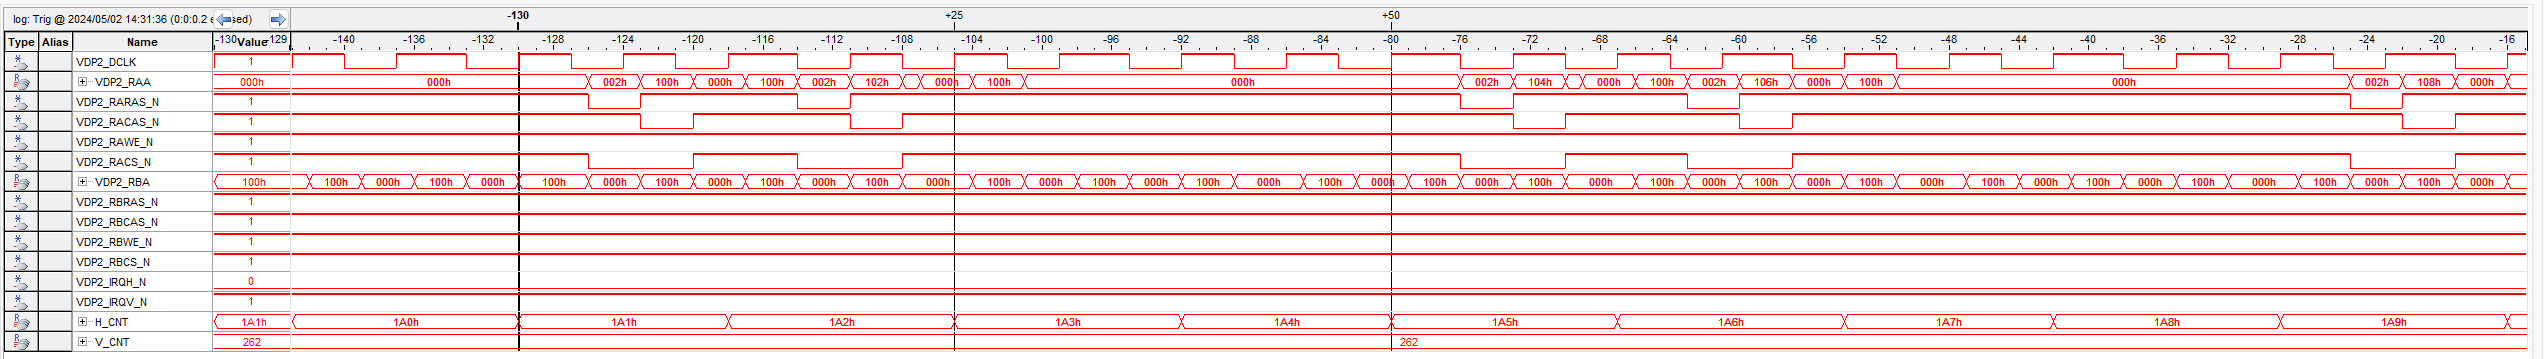 log: Trig @ 2024/05/02 14:31:36 (0:0:0.2 e sed) -130 +25 +50
Type Alias Name -130 Value -129 -140 -136 -132 -128 -124 -120 -116 -112 -108 -104 -100 -96 -92 -88 -84 -80 -76 -72 -68 -64 -60 -56 -52 -48 -44 -40 -36 -32 -28 -24 -20 -16
VDP2_DCLK 1
VDP2_RAA 000h 000h 002h 100h 000h 100h 002h 102h 000h 100h 000h 002h 104h 000h 100h 002h 106h 000h 100h 000h 002h 108h 000h
VDP2_RARAS_N 1
VDP2_RACAS_N 1
VDP2_RAWE_N 1
VDP2_RACS_N 1
VDP2_RBA 100h 100h 000h 100h 000h 100h 000h 100h 000h 100h 000h 100h 000h 100h 000h 100h 000h 100h 000h 100h 000h 100h 000h 100h 000h 100h 000h 100h 000h 100h 000h 100h 000h 100h 000h 100h 000h 100h 000h
VDP2_RBRAS_N 1
VDP2_RBCAS_N 1
VDP2_RBWE_N 1
VDP2_RBCS_N 1
VDP2_IRQH_N 0
VDP2_IRQV_N 1
H_CNT 1A1h 1A0h 1A1h 1A2h 1A3h 1A4h 1A5h 1A6h 1A7h 1A8h 1A9h
V_CNT 262 262